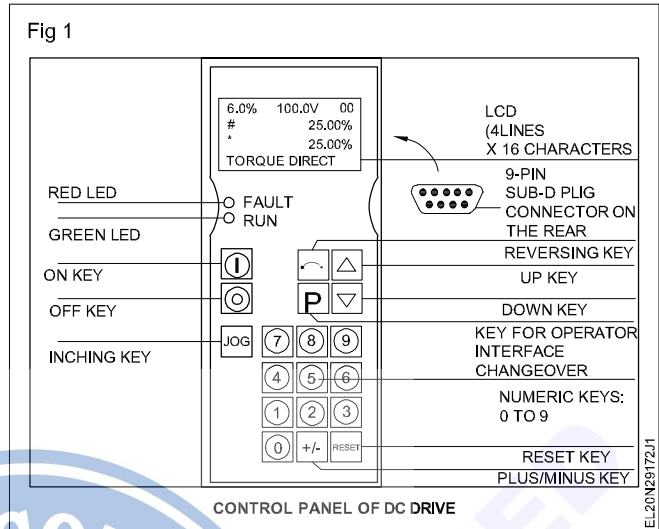 Fig 1
6.0% 100.0V 00
# 25.00%
* 25.00%
TORQUE DIRECT
FAULT
RUN
RED LED
GREEN LED
ON KEY
OFF KEY
INCHING KEY
JOG
P
7 8 9
4 5 6
1 2 3
0 +/- RESET
LCD
(4LINES
X 16 CHARACTERS
9-PIN
SUB-D PLIG
CONNECTOR ON
THE REAR
REVERSING KEY
UP KEY
DOWN KEY
KEY FOR OPERATOR
INTERFACE
CHANGEOVER
NUMERIC KEYS:
0 TO 9
RESET KEY
PLUS/MINUS KEY
CONTROL PANEL OF DC DRIVE
EL20N29172J1